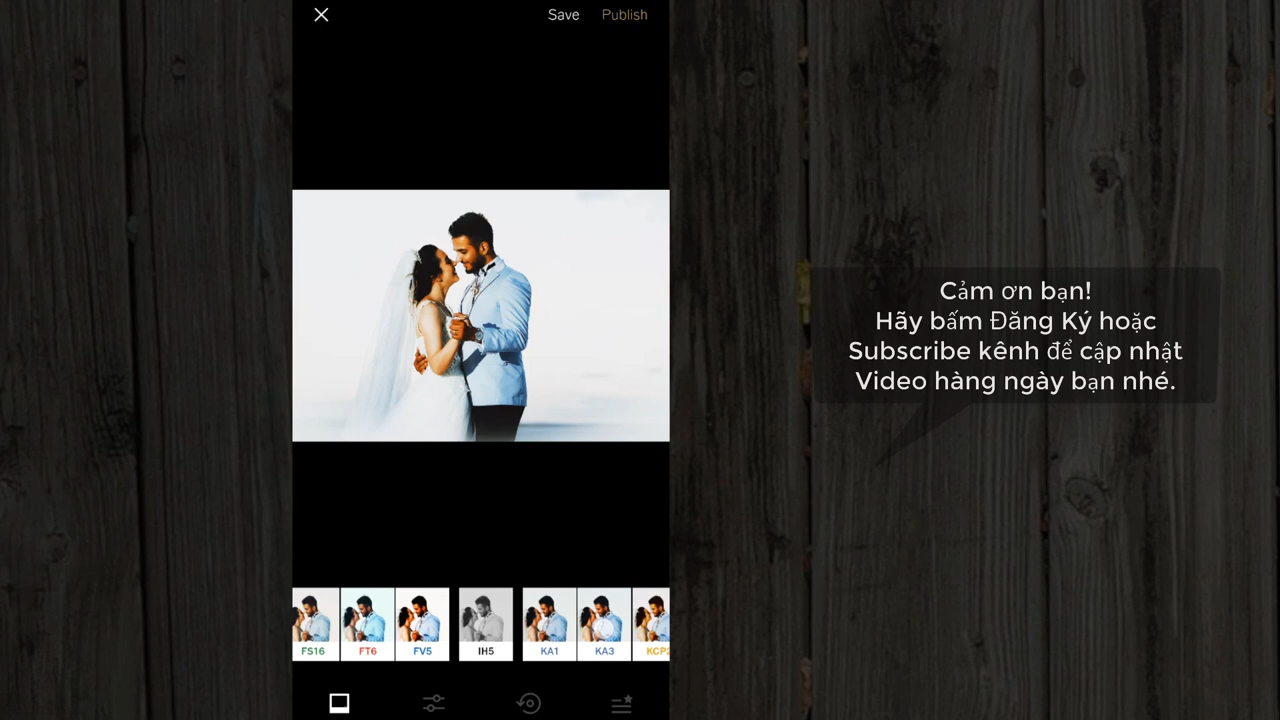 Save Publish
Cảm ơn bạn!
Hãy bấm Đăng Ký hoặc
Subscribe kênh để cập nhật
Video hàng ngày bạn nhé.
FS16 FT6 FV5 IH5 KA1 KA3 KCP2